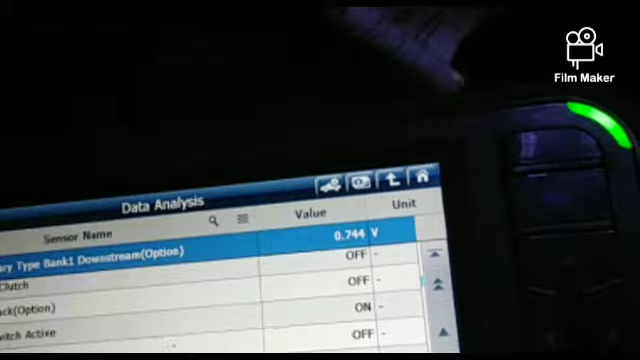 Film Maker
Data Analysis
Sensor Name Value Unit
ary Type Bank1 Downstream(Option) 0.744 V
OFF -
Clutch OFF -
ck(Option) ON -
witch Active OFF -